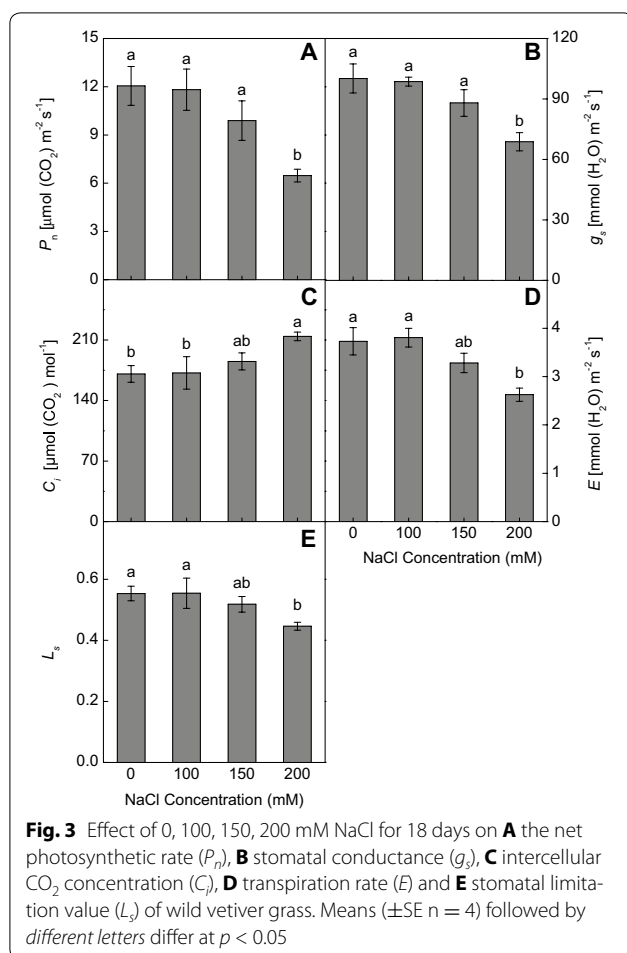 A
15
12
9
6
3
0
Pₙ [μmol (CO₂) m⁻² s⁻¹]
a
a
a
b
B
120
90
60
30
0
gₛ [mmol (H₂O) m⁻² s⁻¹]
a
a
a
b
C
210
140
70
0
Cᵢ [μmol (CO₂ ) mol⁻¹]
b
b
ab
a
D
4
3
2
1
0
E [mmol (H₂O) m⁻² s⁻¹]
a
a
ab
b
0 100 150 200
NaCl Concentration (mM)
E
0.6
0.4
0.2
0.0
Lₛ
a
a
ab
b
0 100 150 200
NaCl Concentration (mM)
Fig. 3 Effect of 0, 100, 150, 200 mM NaCl for 18 days on A the net
photosynthetic rate (Pₙ), B stomatal conductance (gₛ), C intercellular
CO₂ concentration (Cᵢ), D transpiration rate (E) and E stomatal limita-
tion value (Lₛ) of wild vetiver grass. Means (±SE n = 4) followed by
different letters differ at p < 0.05